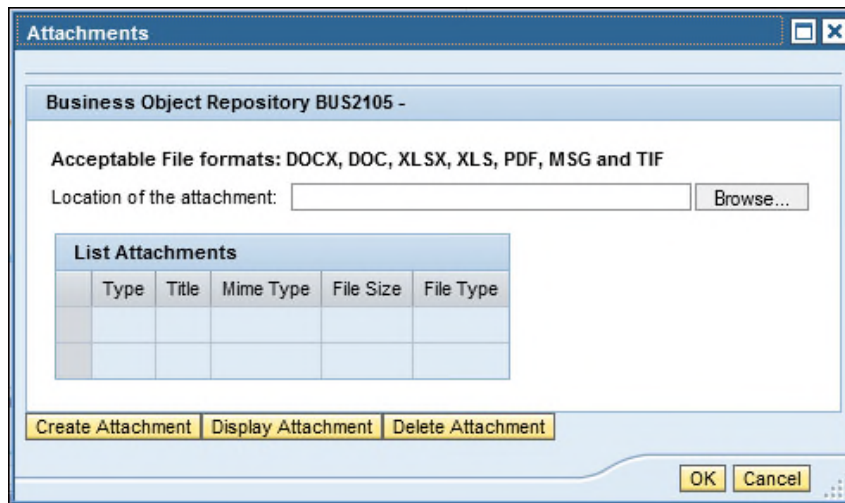 Attachments
Business Object Repository BUS2105 -
Acceptable File formats: DOCX, DOC, XLSX, XLS, PDF, MSG and TIF
Location of the attachment: Browse...
List Attachments
Type Title Mime Type File Size File Type
Create Attachment Display Attachment Delete Attachment
OK Cancel